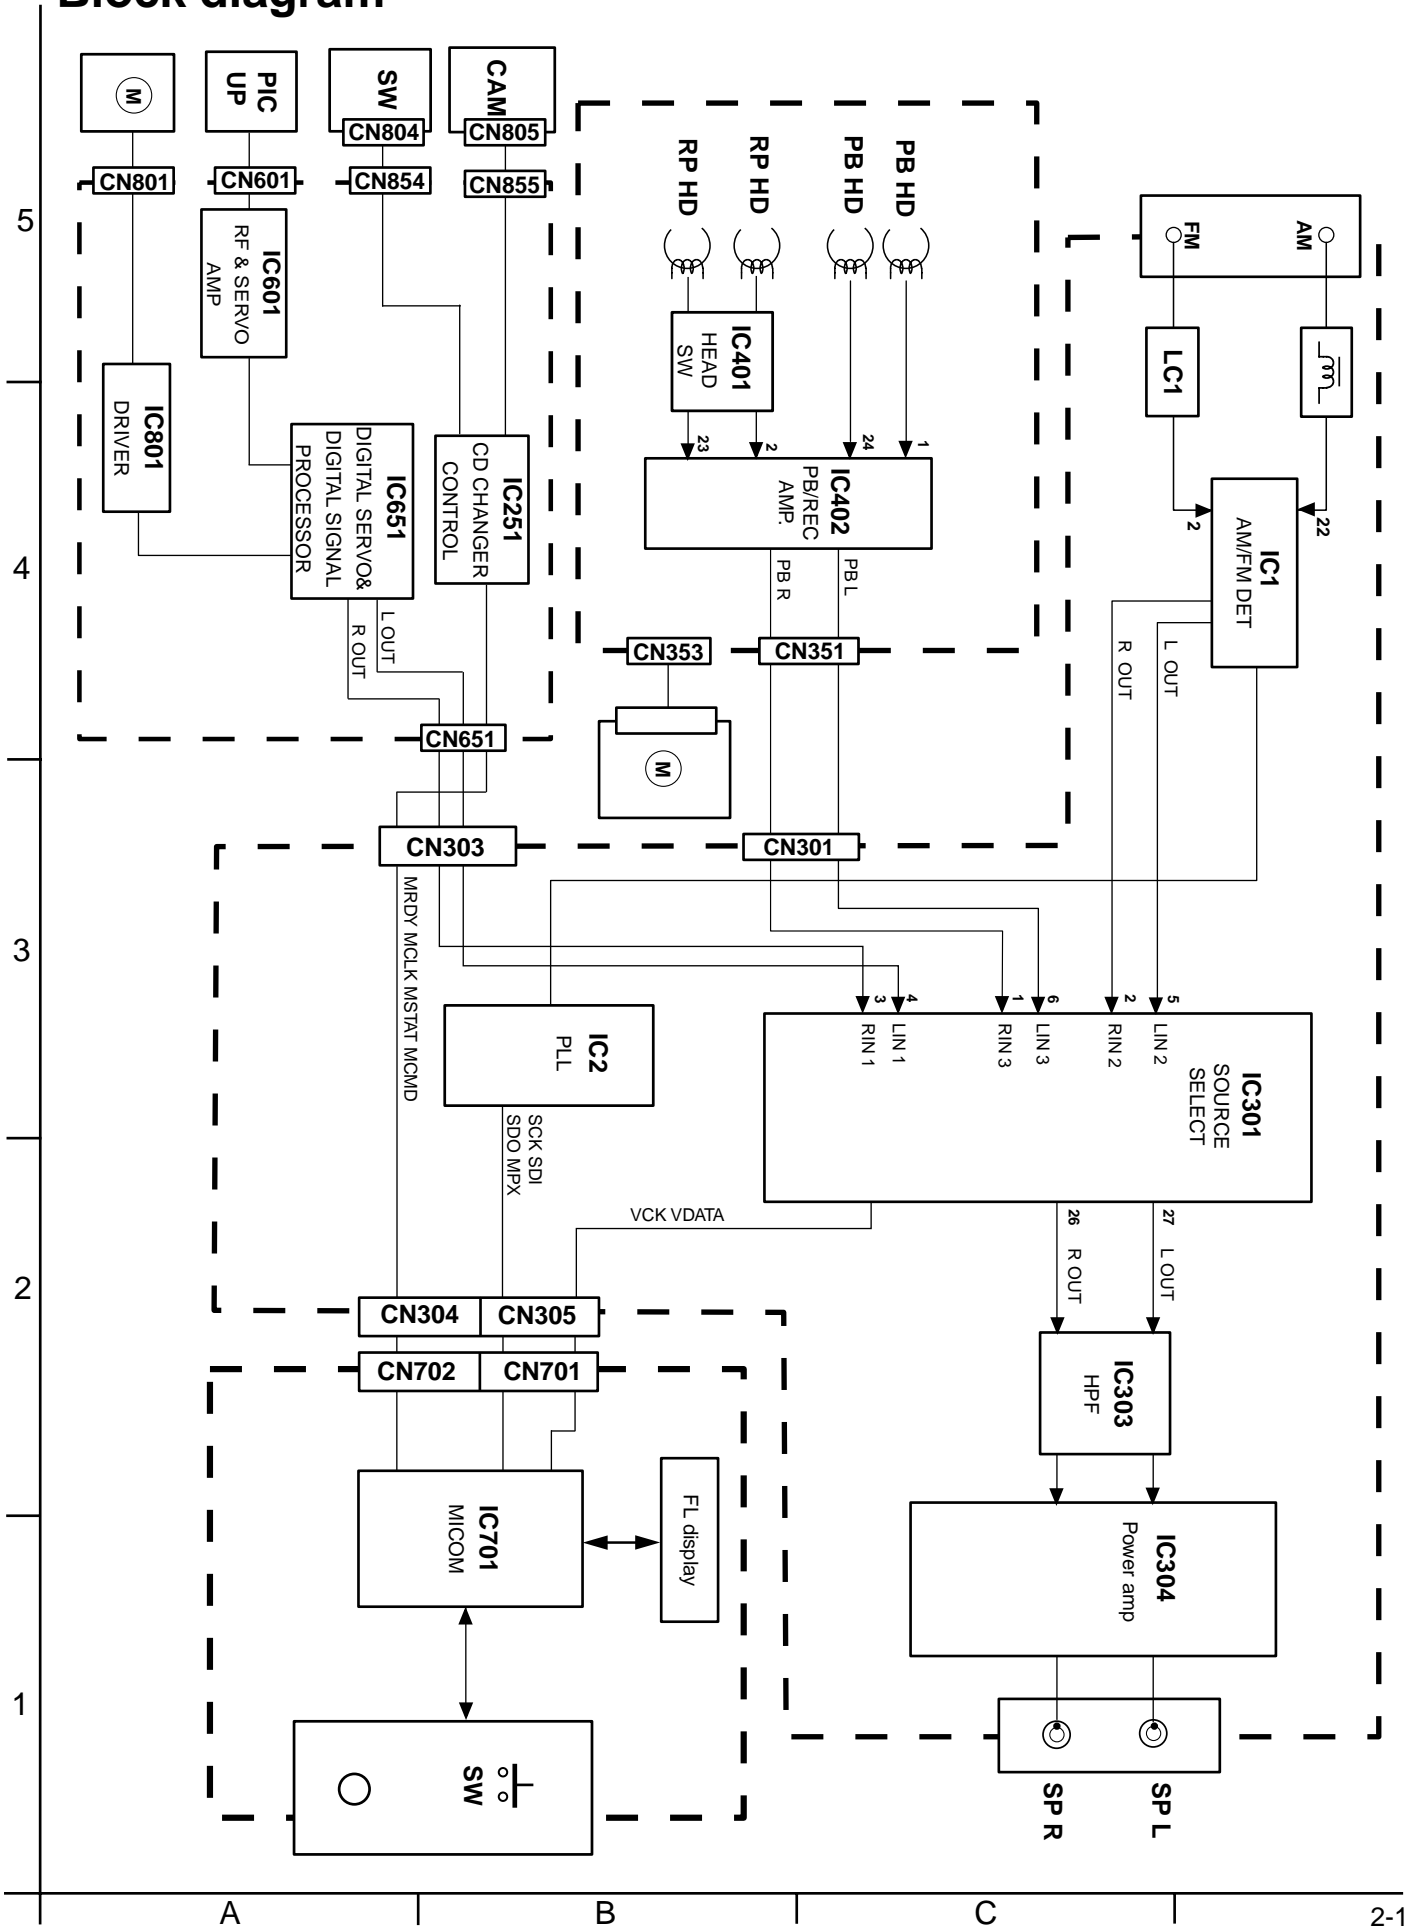 Block diagram
M
PIC
UP
SW
CAM
CN804
CN805
CN801
CN601
CN854
CN855
RP HD
RP HD
PB HD
PB HD
FM
AM
5
IC601
RF & SERVO
AMP
IC401
HEAD
SW
LC1
IC801
DRIVER
IC651
DIGITAL SERVO&
DIGITAL SIGNAL
PROCESSOR
IC251
CD CHANGER
CONTROL
23
2
24
1
IC402
PB/REC
AMP.
2
22
IC1
AM/FM DET
4
L OUT
R OUT
PB R
PB L
R OUT
L OUT
CN353
CN351
CN651
M
CN303
CN301
MRDY MCLK MSTAT MCMD
3
3
4
1
6
2
5
RIN 1
LIN 1
RIN 3
LIN 3
RIN 2
LIN 2
IC301
SOURCE
SELECT
IC2
PLL
SCK SDI
SDO MPX
VCK VDATA
26
R OUT
27
L OUT
2
CN304
CN305
CN702
CN701
IC303
HPF
IC701
MICOM
FL display
IC304
Power amp
1
SW
SP R
SP L
A
B
C
2-1